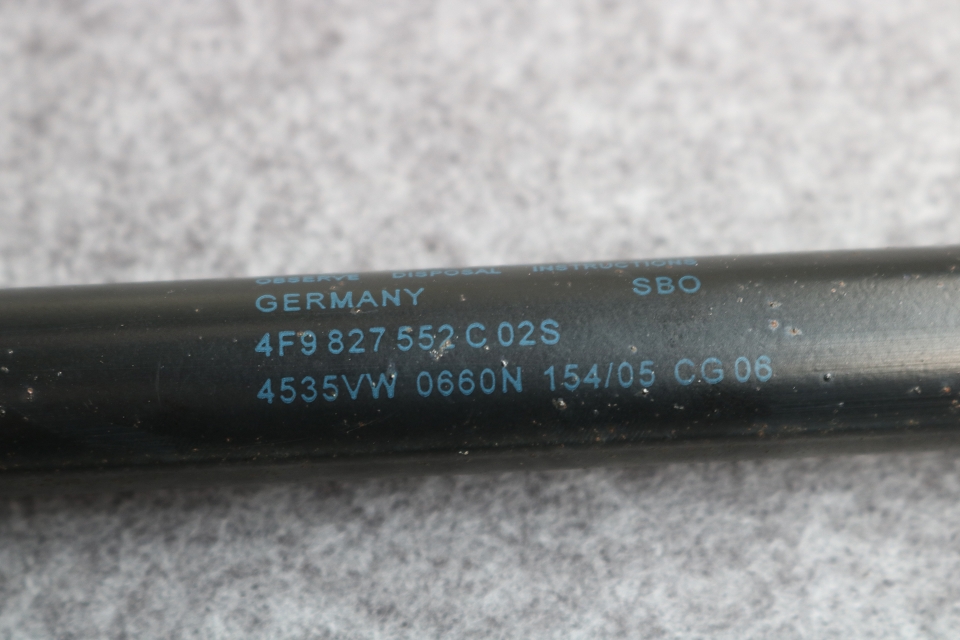 OBSERVE DISPOSAL INSTRUCTIONS
GERMANY SBO
4F9 827 552 C 02S
4535VW 0660N 154/05 CG 06